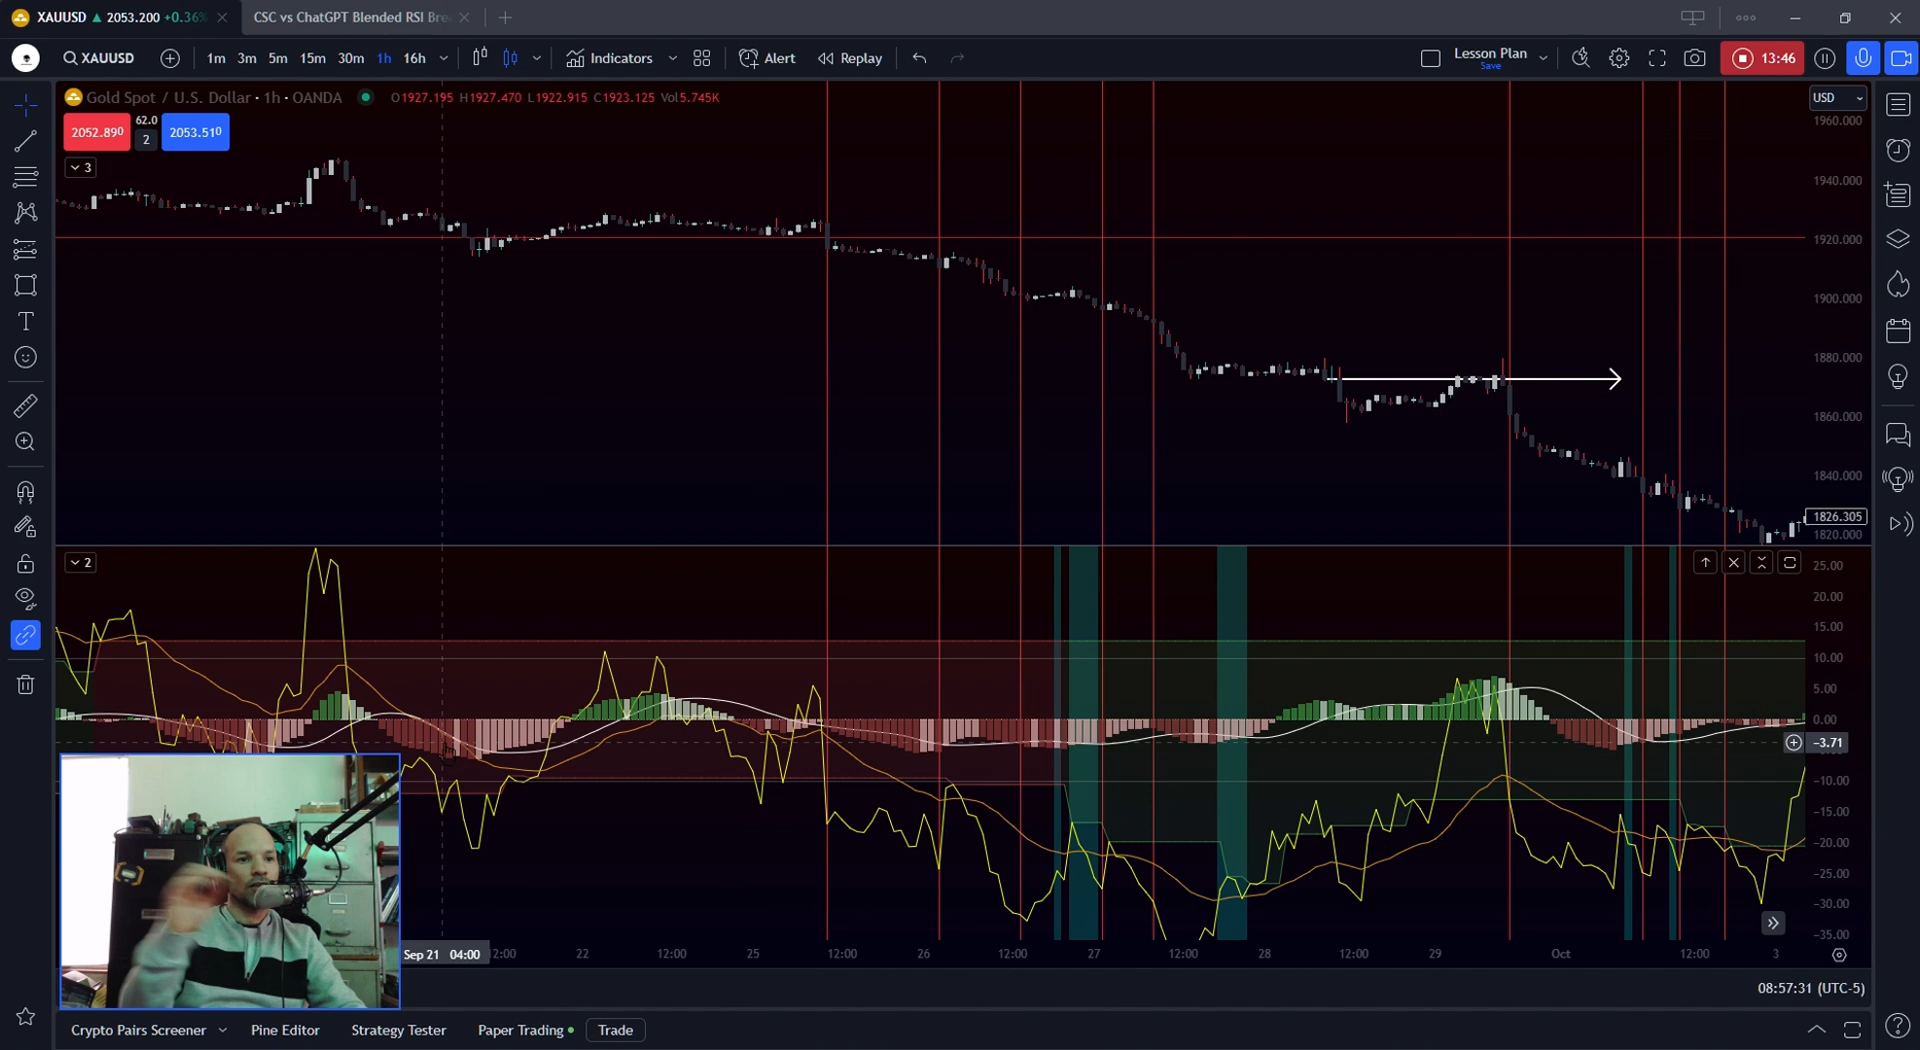 XAUUSD ▲ 2053.200 +0.36%
CSC vs ChatGPT Blended RSI Bre
XAUUSD
1m 3m 5m 15m 30m 1h 16h
Indicators
Alert
Replay
Lesson Plan
Save
13:46
Gold Spot / U.S. Dollar · 1h · OANDA
O1927.195 H1927.470 L1922.915 C1923.125 Vol5.745K
USD
2052.890
62.0
2
2053.510
3
1960.000
1940.000
1920.000
1900.000
1880.000
1860.000
1840.000
1826.305
1820.000
2
25.00
20.00
15.00
10.00
5.00
0.00
−3.71
−10.00
−15.00
−20.00
−25.00
−30.00
−35.00
Sep 21 04:00
12:00 22 12:00 25 12:00 26 12:00 27 12:00 28 12:00 29 Oct 12:00 3
08:57:31 (UTC-5)
Crypto Pairs Screener
Pine Editor
Strategy Tester
Paper Trading
Trade